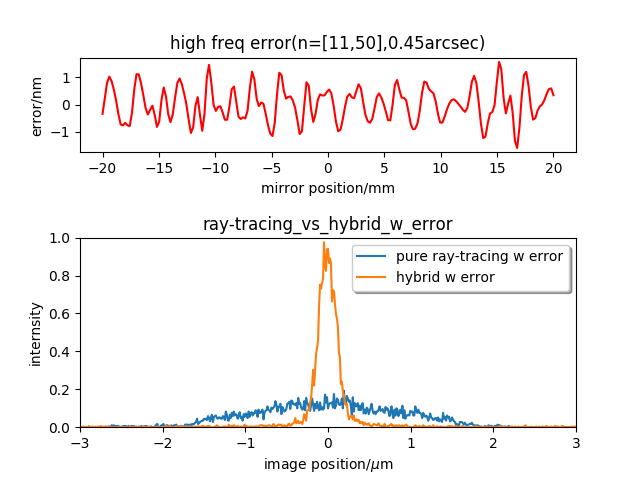 high freq error(n=[11,50],0.45arcsec)
1
0
−1
error/nm
−20 −15 −10 −5 0 5 10 15 20
mirror position/mm
ray-tracing_vs_hybrid_w_error
1.0
0.8
0.6
0.4
0.2
0.0
internsity
pure ray-tracing w error
hybrid w error
−3 −2 −1 0 1 2 3
image position/μm